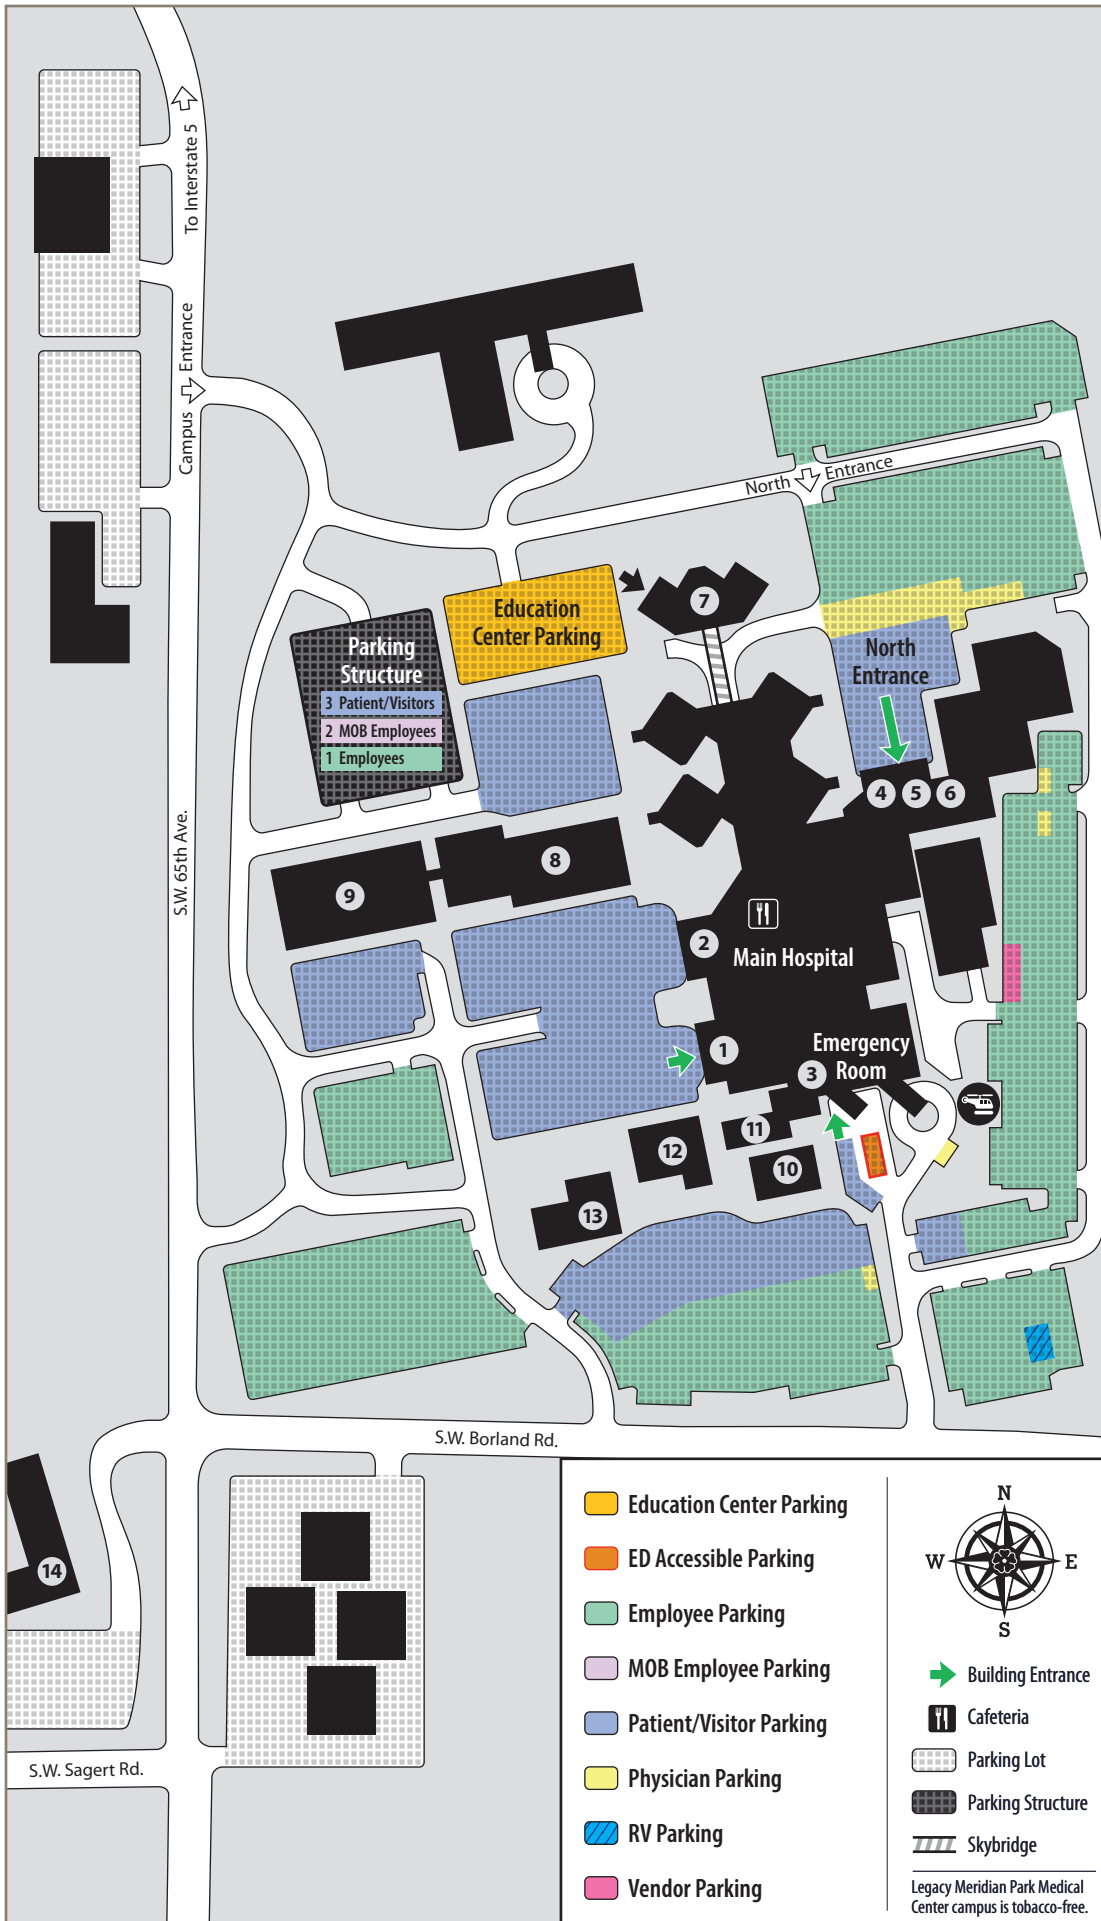 To Interstate 5
Campus Entrance
North Entrance
Education
Center Parking
7
Parking
Structure
3 Patient/Visitors
2 MOB Employees
1 Employees
North
Entrance
4 5 6
S.W. 65th Ave.
8
9
2
Main Hospital
1
Emergency
Room
3
11
12
10
13
S.W. Borland Rd.
14
S.W. Sagert Rd.
Education Center Parking
ED Accessible Parking
Employee Parking
MOB Employee Parking
Patient/Visitor Parking
Physician Parking
RV Parking
Vendor Parking
N
W E
S
Building Entrance
Cafeteria
Parking Lot
Parking Structure
Skybridge
Legacy Meridian Park Medical
Center campus is tobacco-free.